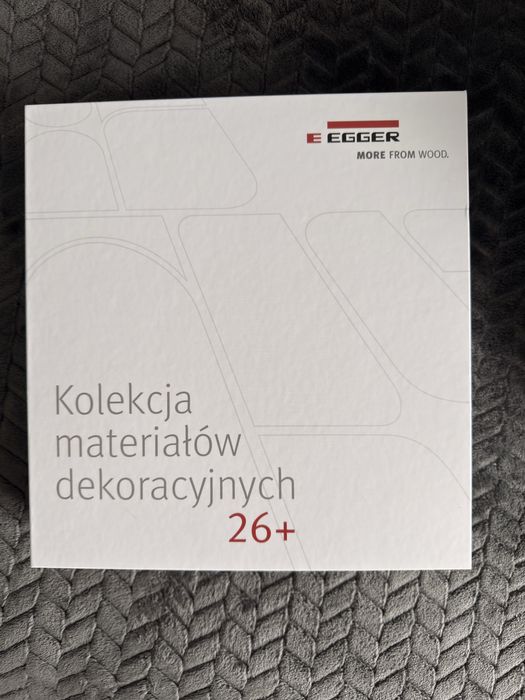 E EGGER
MORE FROM WOOD.
Kolekcja
materiałów
dekoracyjnych
26+